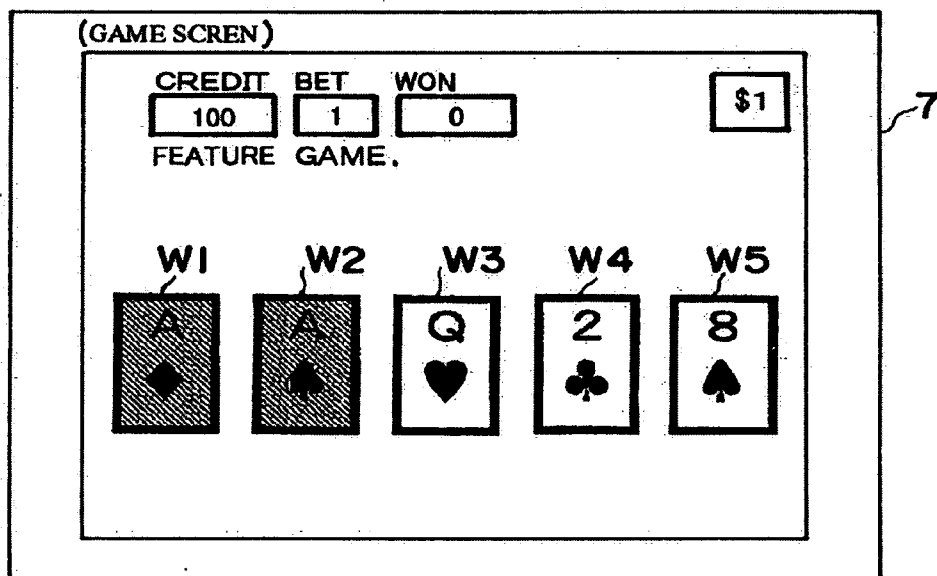 (GAME SCREN)
CREDIT BET WON
100 1 0 $1
7
FEATURE GAME.
W1 W2 W3 W4 W5
A A Q 2 8